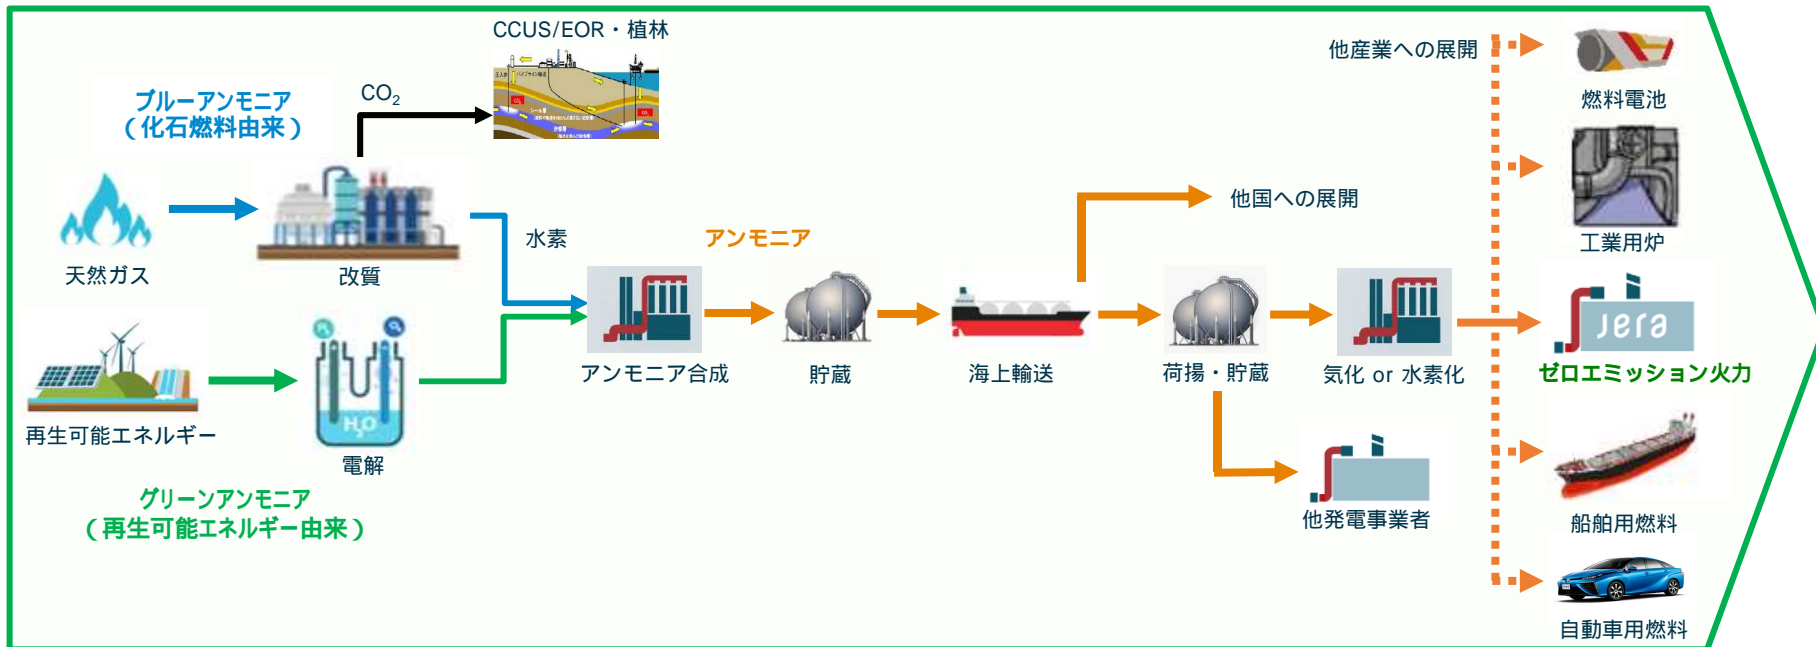 CCUS/EOR・植林
CO₂
ブルーアンモニア
（化石燃料由来）
天然ガス
改質
水素
アンモニア
他国への展開
他産業への展開
燃料電池
工業用炉
アンモニア合成
貯蔵
海上輸送
荷揚・貯蔵
気化 or 水素化
jera
ゼロエミッション火力
再生可能エネルギー
H₂O
電解
グリーンアンモニア
（再生可能エネルギー由来）
他発電事業者
船舶用燃料
自動車用燃料